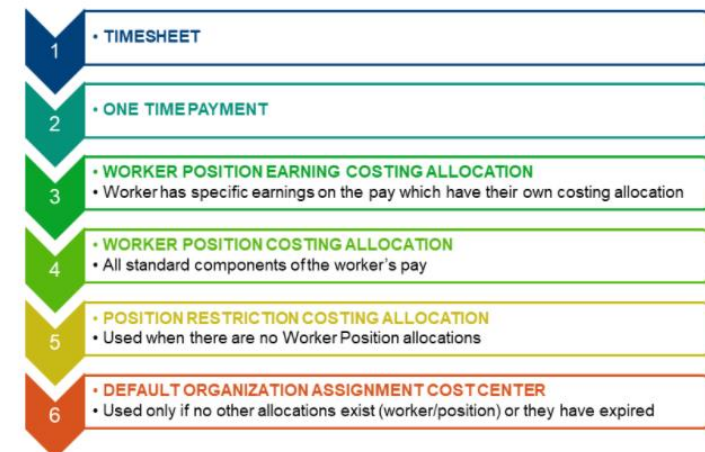 1
• TIMESHEET
2
• ONE TIME PAYMENT
3
• WORKER POSITION EARNING COSTING ALLOCATION
• Worker has specific earnings on the pay which have their own costing allocation
4
• WORKER POSITION COSTING ALLOCATION
• All standard components of the worker's pay
5
• POSITION RESTRICTION COSTING ALLOCATION
• Used when there are no Worker Position allocations
6
• DEFAULT ORGANIZATION ASSIGNMENT COST CENTER
• Used only if no other allocations exist (worker/position) or they have expired